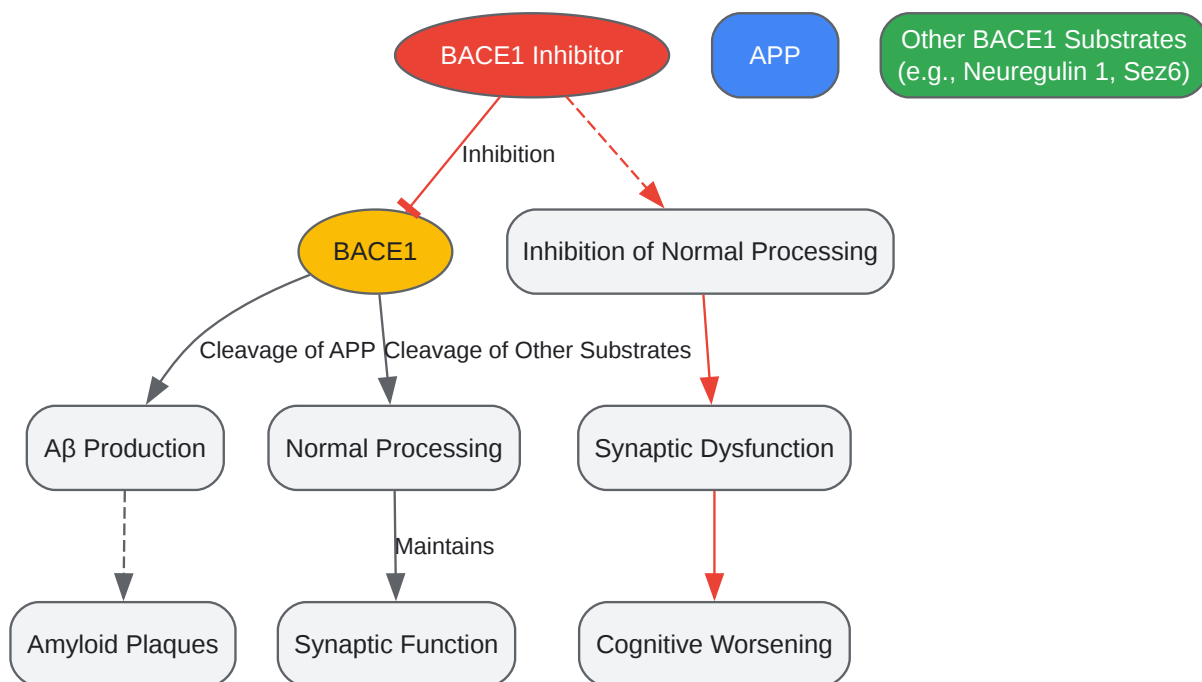 BACE1 Inhibitor
APP
Other BACE1 Substrates
(e.g., Neuregulin 1, Sez6)
Inhibition
BACE1
Inhibition of Normal Processing
Cleavage of APP
Cleavage of Other Substrates
Aβ Production
Normal Processing
Synaptic Dysfunction
Maintains
Amyloid Plaques
Synaptic Function
Cognitive Worsening